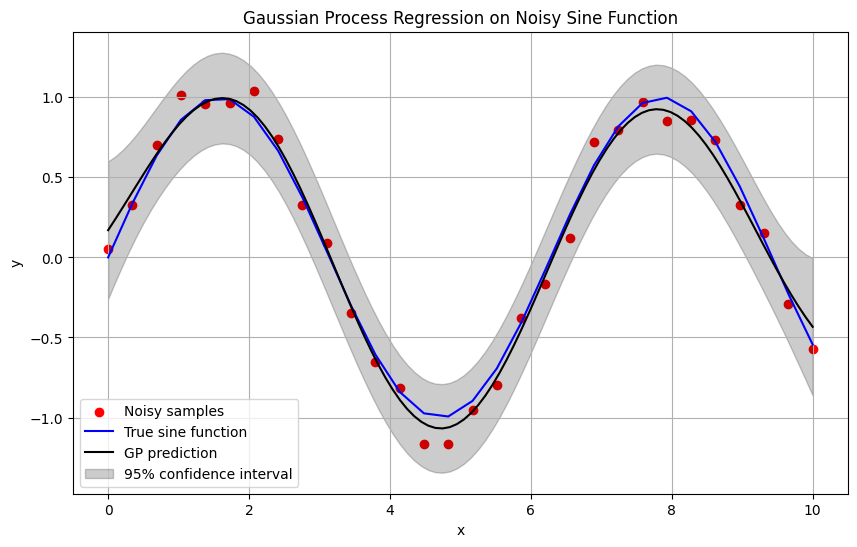 Gaussian Process Regression on Noisy Sine Function
1.0
0.5
0.0
−0.5
−1.0
y
Noisy samples
True sine function
GP prediction
95% confidence interval
0 2 4 6 8 10
x